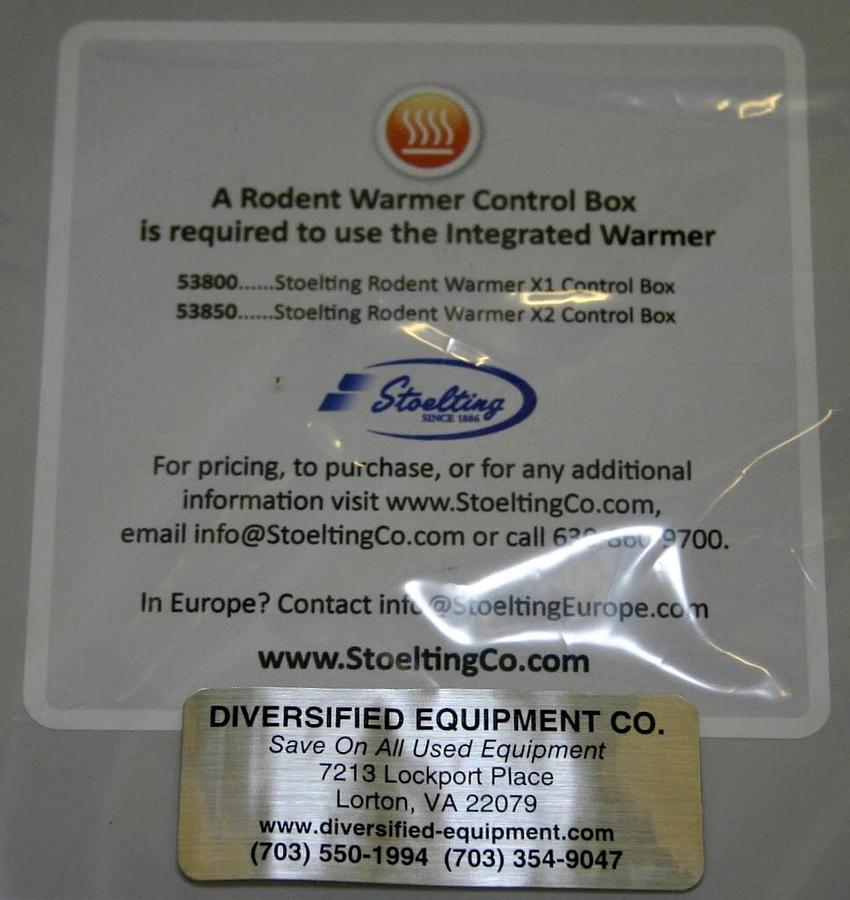 A Rodent Warmer Control Box
is required to use the Integrated Warmer
53800......Stoelting Rodent Warmer X1 Control Box
53850......Stoelting Rodent Warmer X2 Control Box
Stoelting
SINCE 1886
For pricing, to purchase, or for any additional
information visit www.StoeltingCo.com,
email info@StoeltingCo.com or call 9700.
In Europe? Contact info@StoeltingEurope.com
www.StoeltingCo.com
DIVERSIFIED EQUIPMENT CO.
Save On All Used Equipment
7213 Lockport Place
Lorton, VA 22079
www.diversified-equipment.com
(703) 550-1994 (703) 354-9047